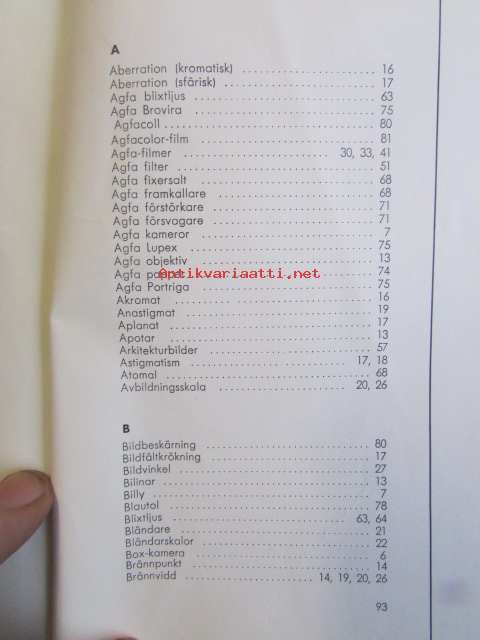 A
Aberration (kromatisk) 16
Aberration (sfärisk) 17
Agfa blixtljus 63
Agfa Brovira 75
Agfacoll 80
Agfacolor-film 81
Agfa-filmer 30, 33, 41
Agfa filter 51
Agfa fixersalt 68
Agfa framkallare 68
Agfa förstörkare 71
Agfa försvagare 71
Agfa kameror 7
Agfa Lupex 75
Agfa objektiv 13
Agfa 74
Antikvariaatti.net
Agfa Portriga 75
Akromat 16
Anastigmat 19
Aplanat 17
Apotar 13
Arkitekturbilder 57
Astigmatism 17, 18
Atomal 68
Avbildningsskala 20, 26
B
Bildbeskärning 80
Bildfältkrökning 17
Bildvinkel 27
Bilinar 13
Billy 7
Blautol 78
Blixtljus 63, 64
Bländare 21
Bländarskalor 22
Box-kamera 6
Brännpunkt 14
Brännvidd 14, 19, 20, 26
93